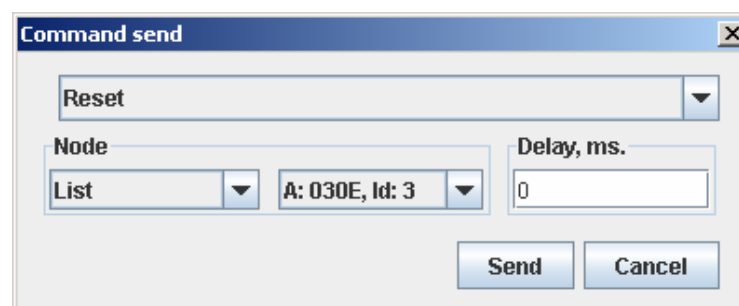 Command send
Reset
Node
Delay, ms.
List
A: 030E, Id: 3
0
Send
Cancel